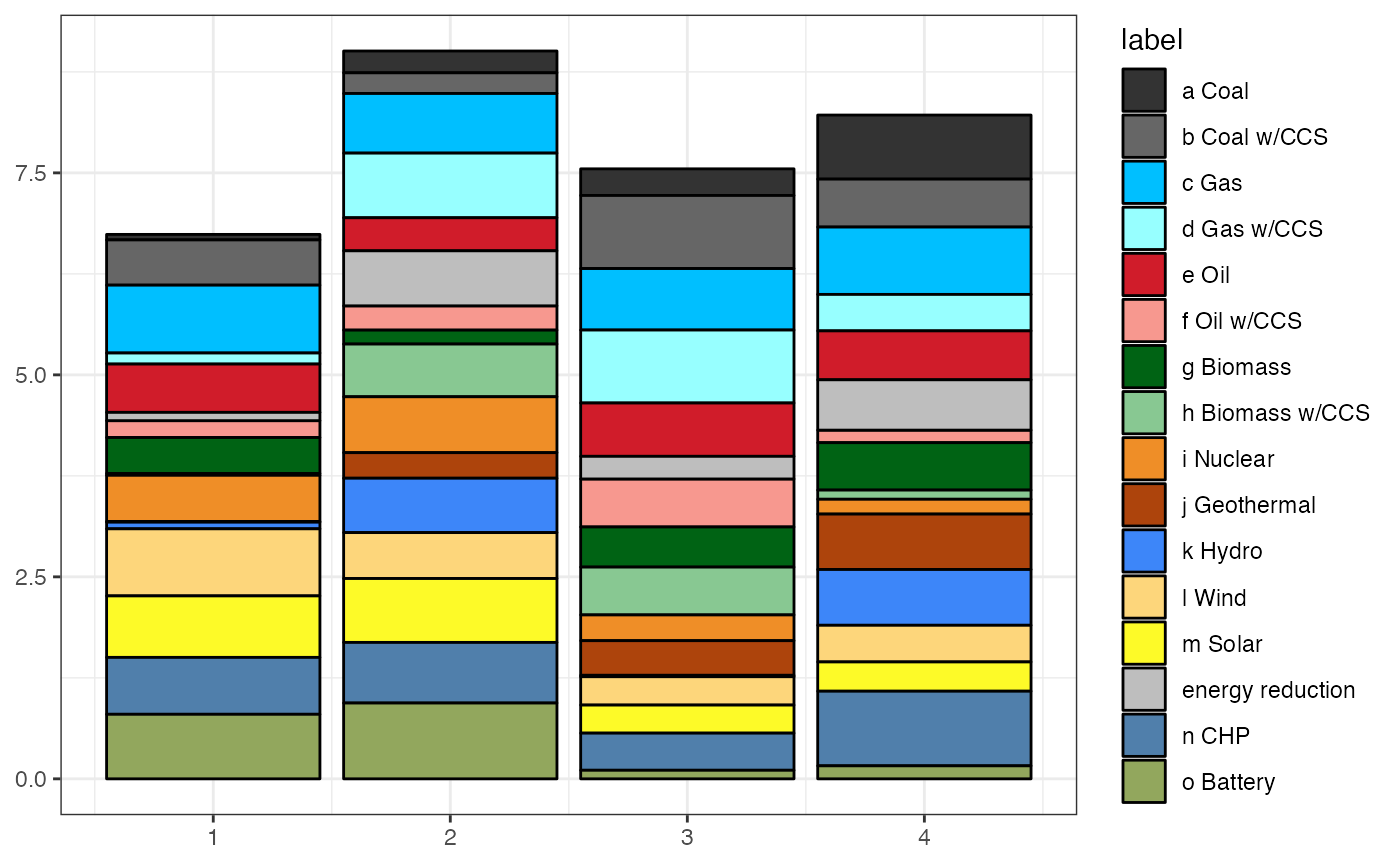 7.5
5.0
2.5
0.0
1
2
3
4
label
a Coal
b Coal w/CCS
c Gas
d Gas w/CCS
e Oil
f Oil w/CCS
g Biomass
h Biomass w/CCS
i Nuclear
j Geothermal
k Hydro
l Wind
m Solar
energy reduction
n CHP
o Battery